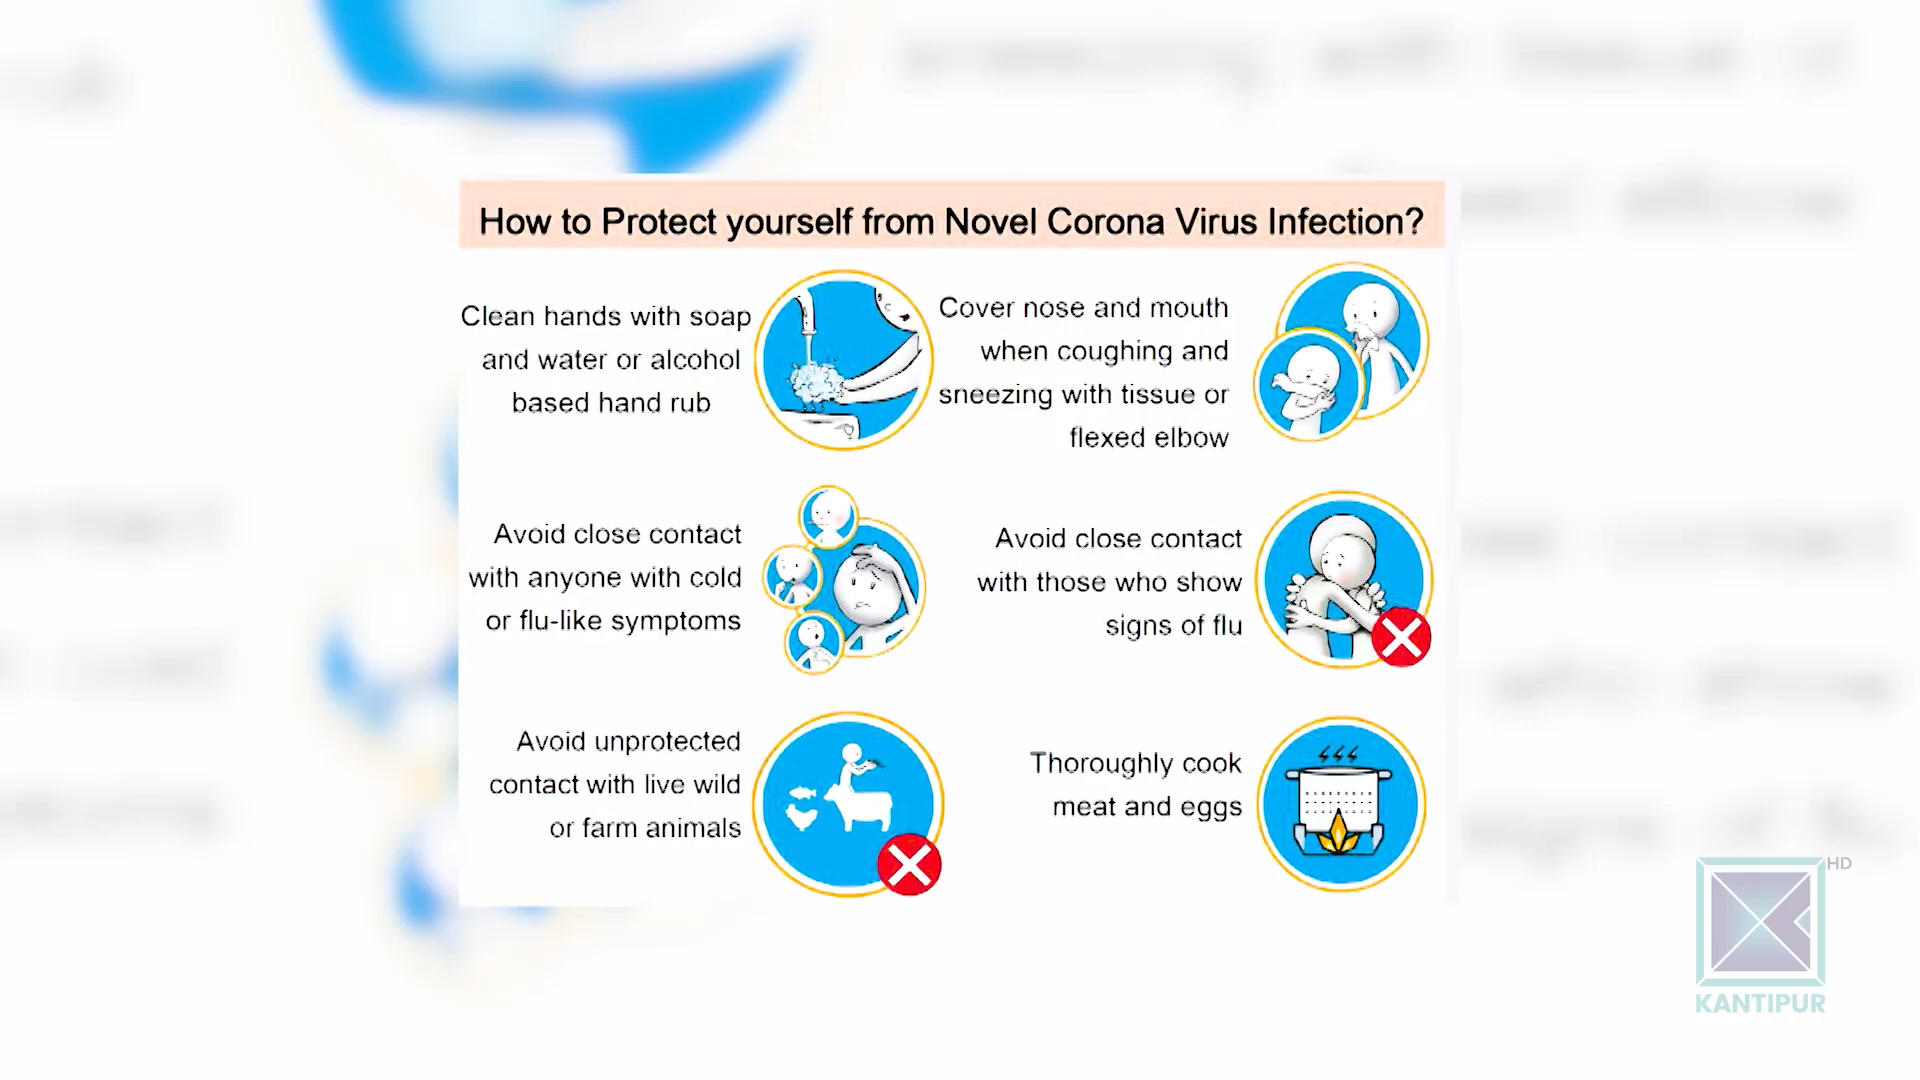 How to Protect yourself from Novel Corona Virus Infection?
Clean hands with soap
and water or alcohol
based hand rub
Cover nose and mouth
when coughing and
sneezing with tissue or
flexed elbow
Avoid close contact
with anyone with cold
or flu-like symptoms
Avoid close contact
with those who show
signs of flu
Avoid unprotected
contact with live wild
or farm animals
Thoroughly cook
meat and eggs
HD
KANTIPUR